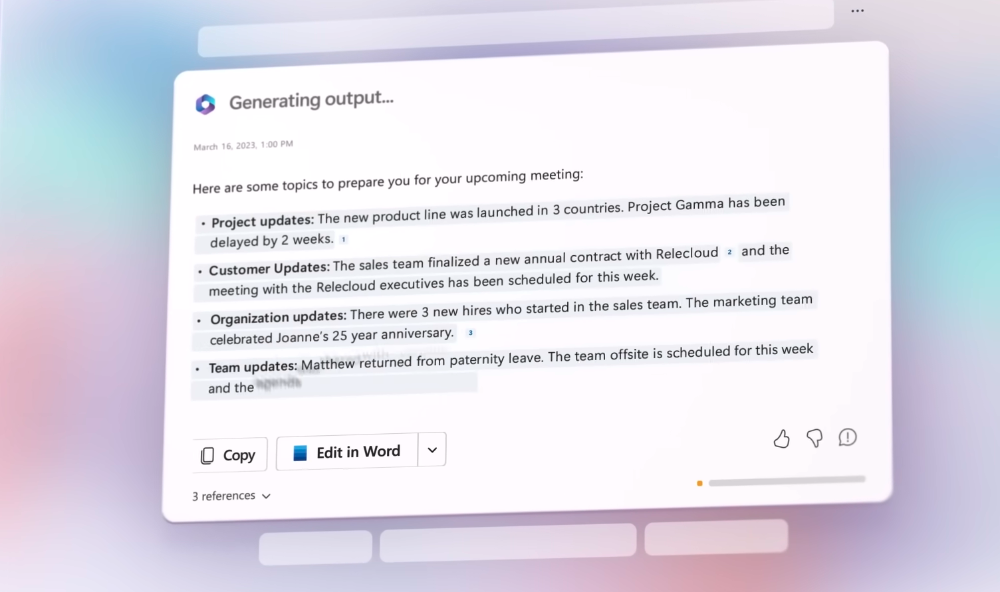 Generating output...
March 16, 2023, 1:00 PM
Here are some topics to prepare you for your upcoming meeting:
• Project updates: The new product line was launched in 3 countries. Project Gamma has been
delayed by 2 weeks. 1
• Customer Updates: The sales team finalized a new annual contract with Relecloud 2 and the
meeting with the Relecloud executives has been scheduled for this week.
• Organization updates: There were 3 new hires who started in the sales team. The marketing team
celebrated Joanne's 25 year anniversary. 3
• Team updates: Matthew returned from paternity leave. The team offsite is scheduled for this week
and the
Copy
Edit in Word
3 references